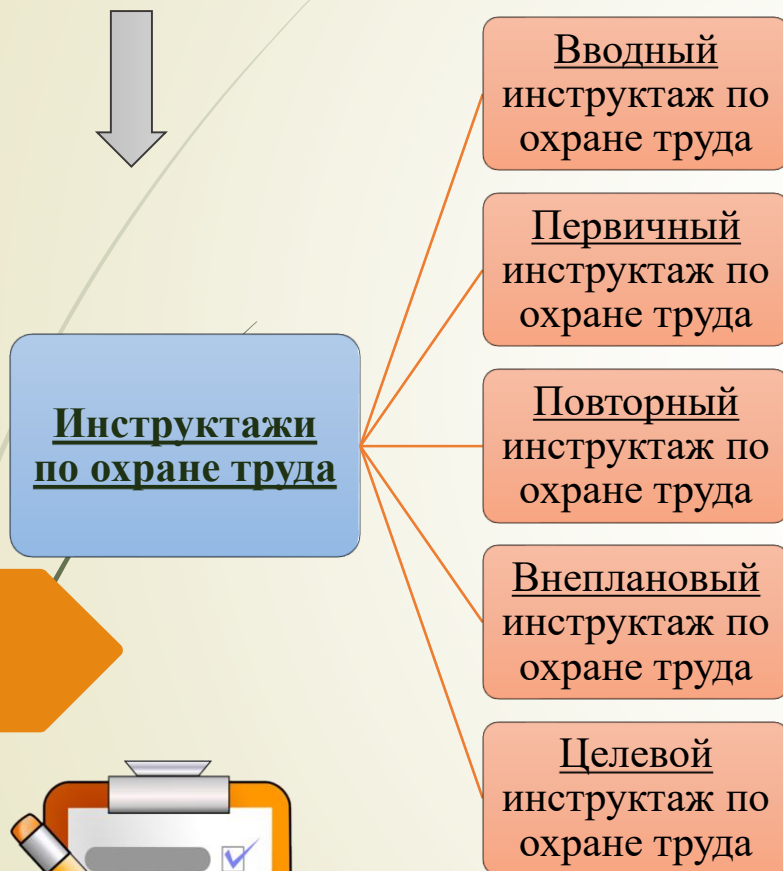 Вводный
инструктаж по
охране труда
Первичный
инструктаж по
охране труда
Инструктажи
по охране труда
Повторный
инструктаж по
охране труда
Внеплановый
инструктаж по
охране труда
Целевой
инструктаж по
охране труда